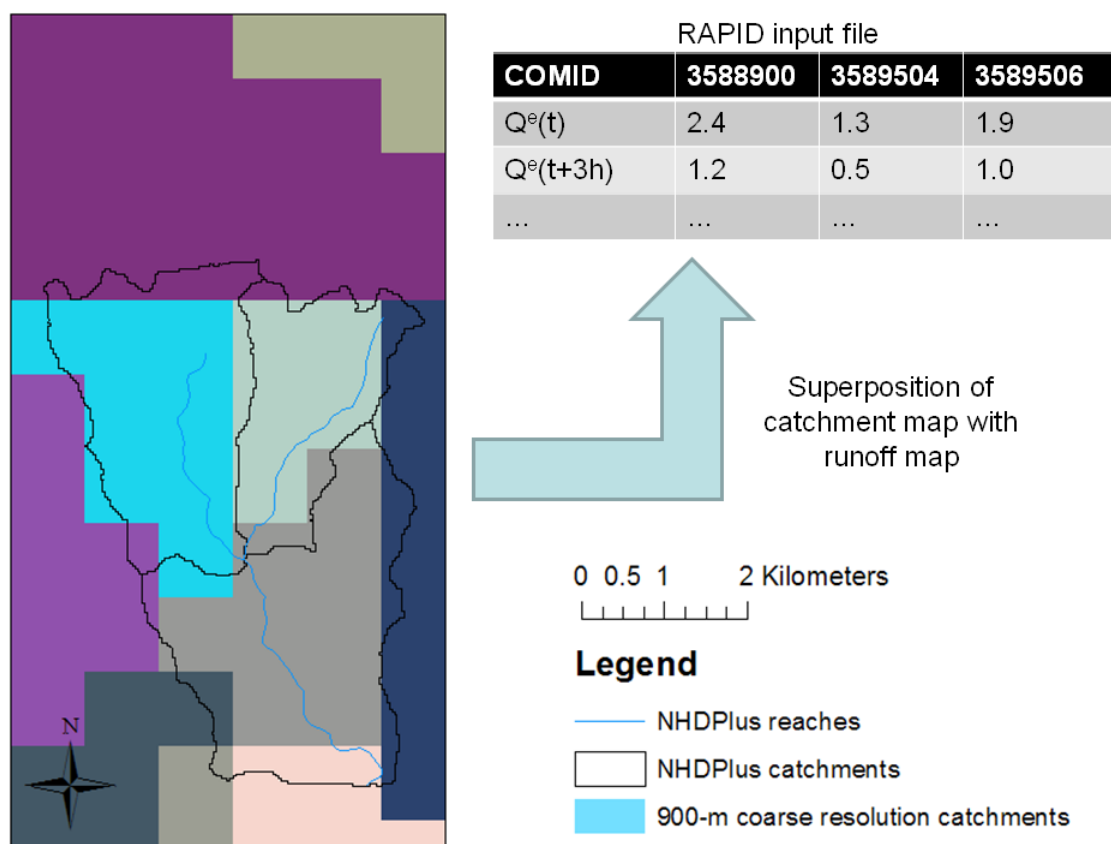 RAPID input file
COMID 3588900 3589504 3589506
Qᵉ(t) 2.4 1.3 1.9
Qᵉ(t+3h) 1.2 0.5 1.0
... ... ... ...
Superposition of
catchment map with
runoff map
0 0.5 1 2 Kilometers
Legend
NHDPlus reaches
NHDPlus catchments
900-m coarse resolution catchments
N